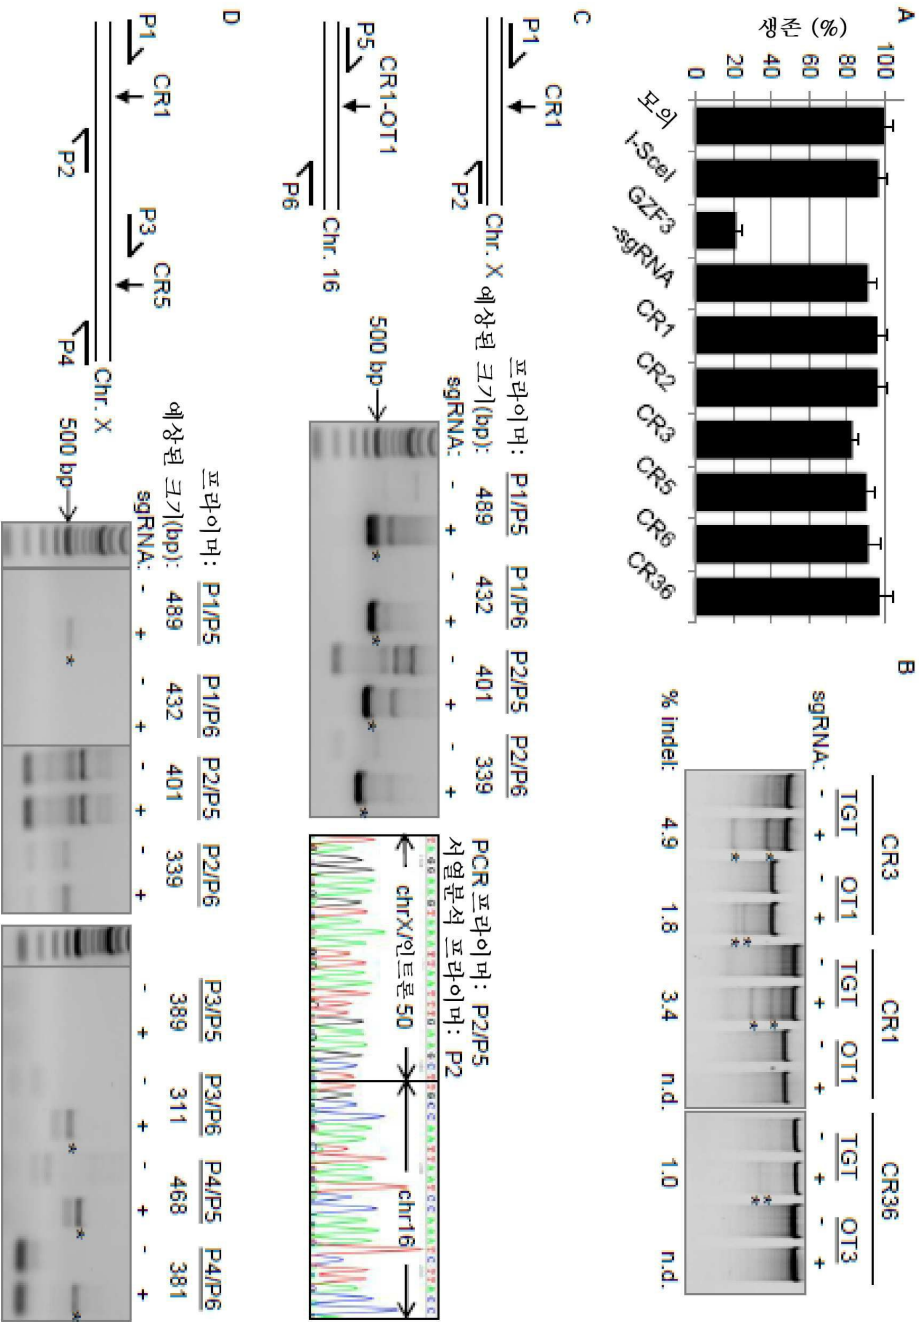 A
생존 (%)
100
80
60
40
20
0
모의
I-SceI
GZF3
-sgRNA
CR1
CR2
CR3
CR5
CR6
CR36
B
CR3 CR1 CR36
TGT OT1 TGT OT1 TGT OT3
sgRNA: - + - + - + - + - + - +
* * * * * * * *
% indel: 4.9 1.8 3.4 n.d. 1.0 n.d.
C
CR1
P1
Chr. X
P2
CR1-OT1
P5
Chr. 16
P6
프라이머: P1/P5 P1/P6 P2/P5 P2/P6
예상된 크기(bp): 489 432 401 339
sgRNA: - + - + - + - +
500 bp
* * * *
PCR프라이머: P2/P5
서열분석 프라이머: P2
chrX/인트론 50
chr16
D
P1 CR1 P3 CR5
Chr. X
P2 P4
프라이머: P1/P5 P1/P6 P2/P5 P2/P6 P3/P5 P3/P6 P4/P5 P4/P6
예상된 크기(bp): 489 432 401 339 389 311 468 381
sgRNA: - + - + - + - + - + - + - + - +
500 bp
* * * *